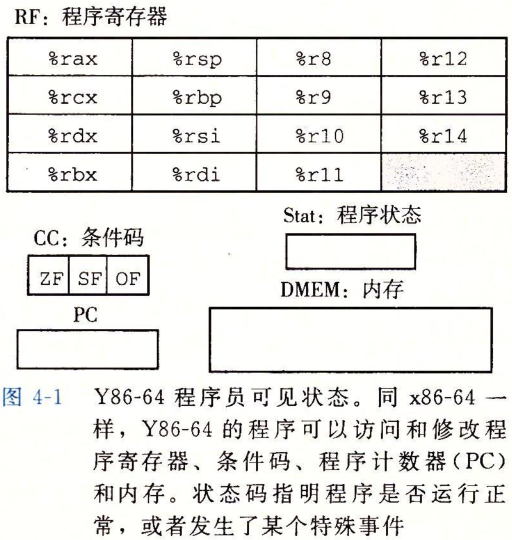 RF：程序寄存器
%rax %rsp %r8 %r12
%rcx %rbp %r9 %r13
%rdx %rsi %r10 %r14
%rbx %rdi %r11
CC：条件码
Stat：程序状态
ZF SF OF
DMEM：内存
PC
图 4-1 Y86-64 程序员可见状态。同 x86-64 一
样，Y86-64 的程序可以访问和修改程
序寄存器、条件码、程序计数器(PC)
和内存。状态码指明程序是否运行正
常，或者发生了某个特殊事件